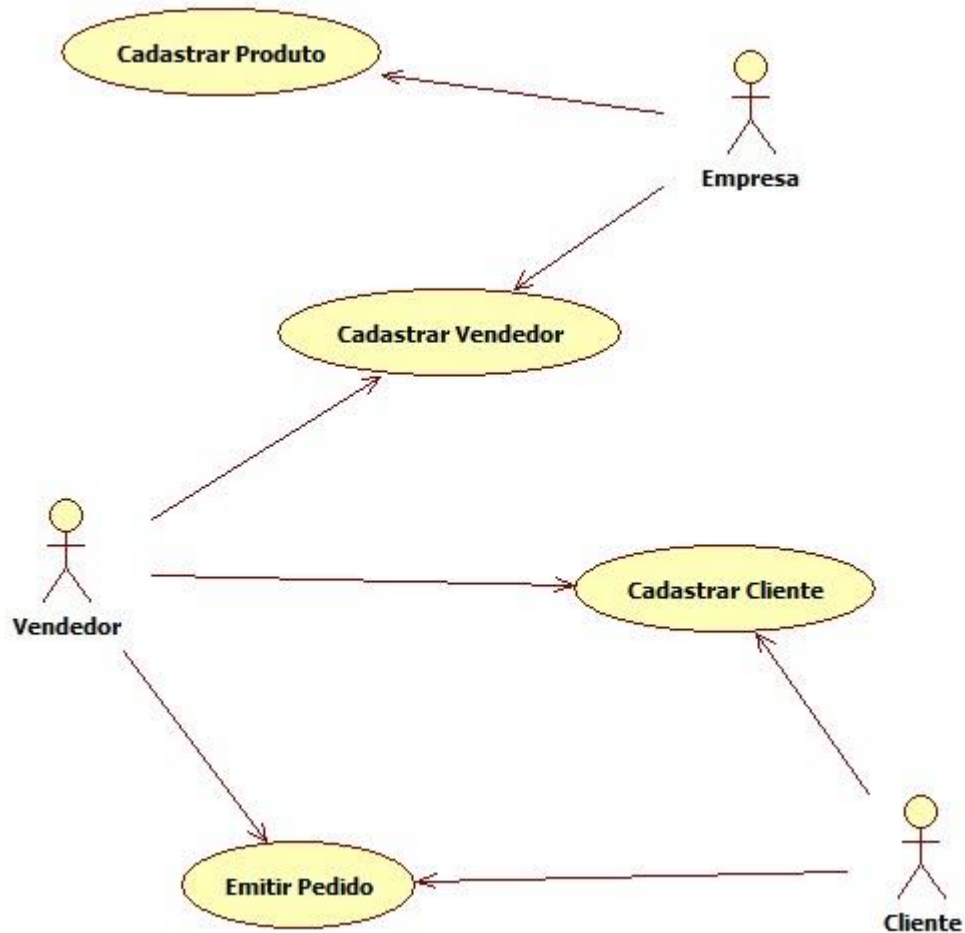 Cadastrar Produto
Empresa
Cadastrar Vendedor
Vendedor
Cadastrar Cliente
Emitir Pedido
Cliente